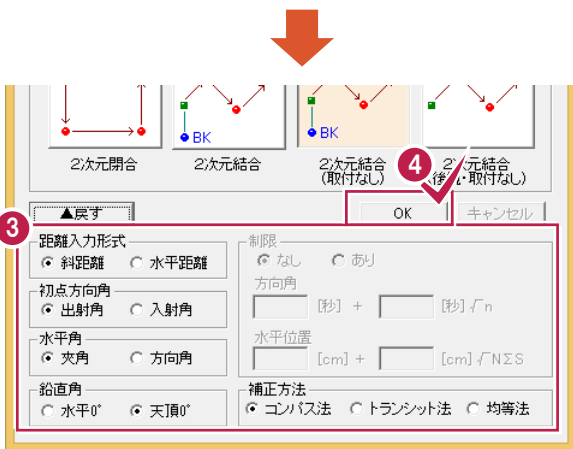 BK
BK
2次元閉合
2次元結合
2次元結合
(取付なし)
4
2次元結合
(後視・取付なし)
▲戻す
OK
キャンセル
3
距離入力形式
斜距離 水平距離
初点方向角
出射角 入射角
水平角
夾角 方向角
鉛直角
水平0° 天頂0°
制限
なし あり
方向角
[秒] + [秒]√n
水平位置
[cm] + [cm]√NΣS
補正方法
コンパス法 トランシット法 均等法